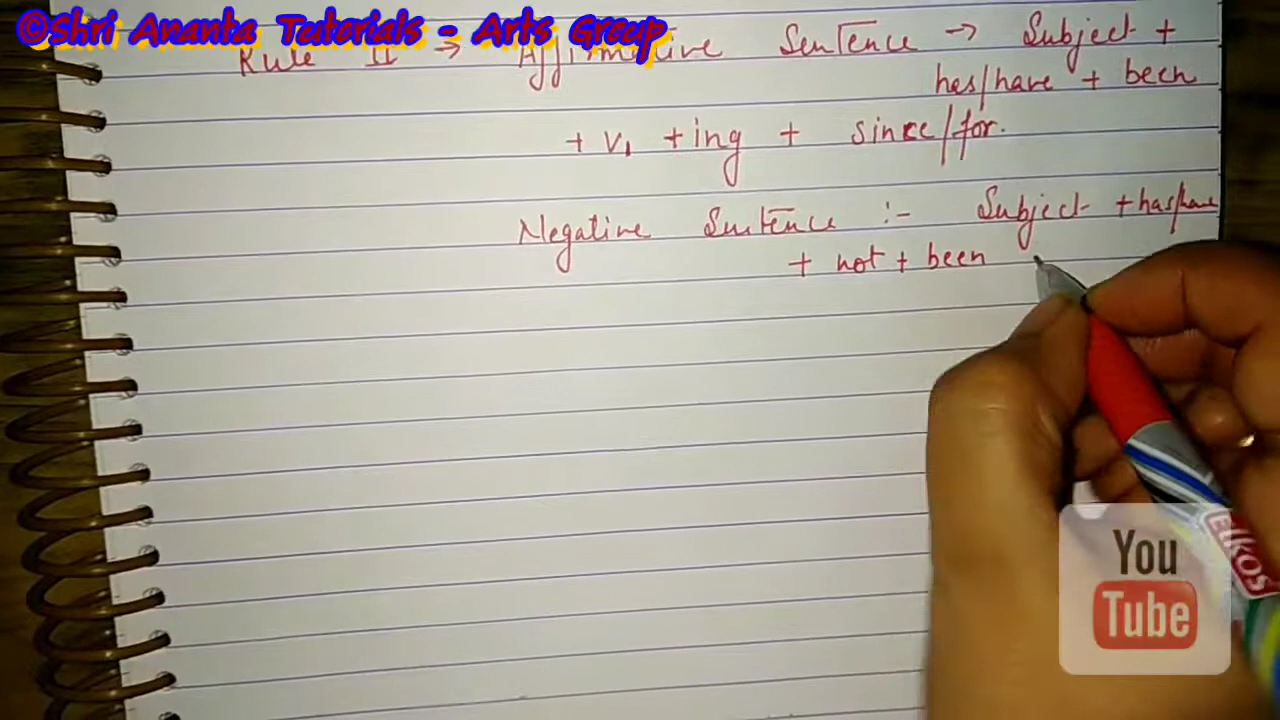 ©Shri Ananta Tutorials - Arts Group
Rule II → Affirmative Sentence → Subject +
has/have + been
+ V1 + ing + since/for.
Negative Sentence :- Subject + has/have
+ not + been
elkos
You
Tube